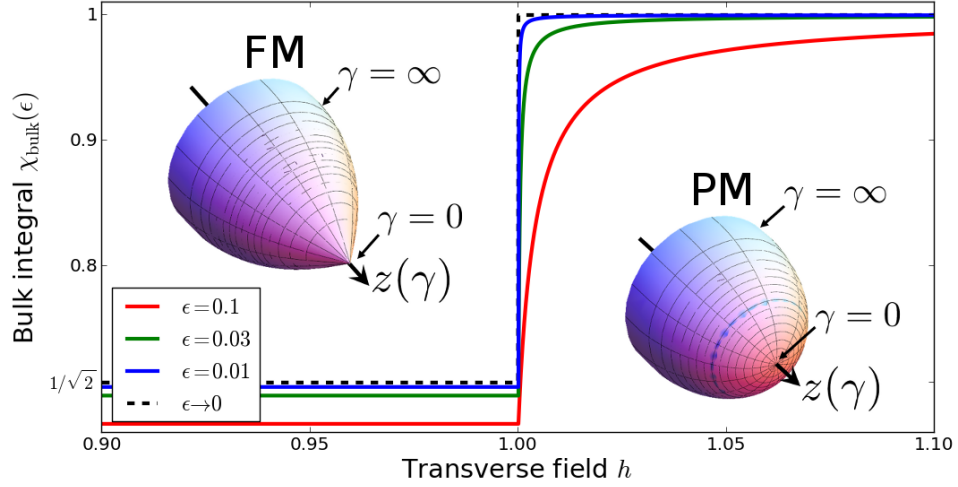 Bulk integral χbulk(ϵ)
1
0.9
0.8
1/√2
FM
γ = ∞
γ = 0
z(γ)
PM
γ = ∞
γ = 0
z(γ)
ϵ=0.1
ϵ=0.03
ϵ=0.01
ϵ→0
0.90
0.95
1.00
1.05
1.10
Transverse field h